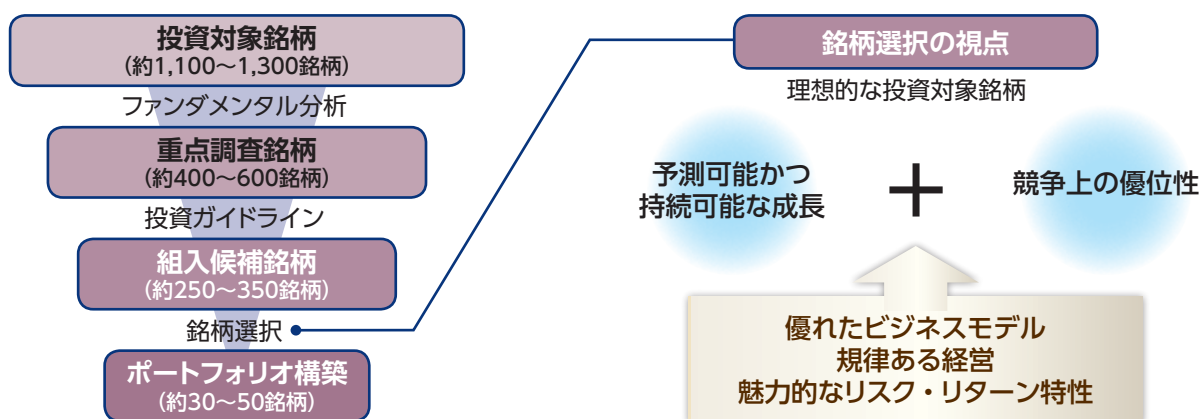 投資対象銘柄
(約1,100〜1,300銘柄)
ファンダメンタル分析
重点調査銘柄
(約400〜600銘柄)
投資ガイドライン
組入候補銘柄
(約250〜350銘柄)
銘柄選択
ポートフォリオ構築
(約30〜50銘柄)
銘柄選択の視点
理想的な投資対象銘柄
予測可能かつ
持続可能な成長
+
競争上の優位性
優れたビジネスモデル
規律ある経営
魅力的なリスク・リターン特性